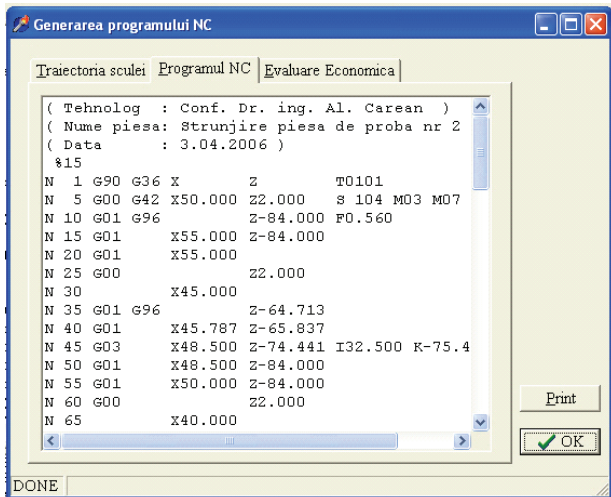 Generarea programului NC
Traiectoria sculei Programul NC Evaluare Economica
( Tehnolog : Conf. Dr. ing. Al. Carean )
( Nume piesa: Strunjire piesa de proba nr 2
( Data : 3.04.2006 )
%15
N 1 G90 G36 X Z T0101
N 5 G00 G42 X50.000 Z2.000 S 104 M03 M07
N 10 G01 G96 Z-84.000 F0.560
N 15 G01 X55.000 Z-84.000
N 20 G01 X55.000
N 25 G00 Z2.000
N 30 X45.000
N 35 G01 G96 Z-64.713
N 40 G01 X45.787 Z-65.837
N 45 G03 X48.500 Z-74.441 I32.500 K-75.4
N 50 G01 X48.500 Z-84.000
N 55 G01 X50.000 Z-84.000
N 60 G00 Z2.000
N 65 X40.000
Print
OK
DONE